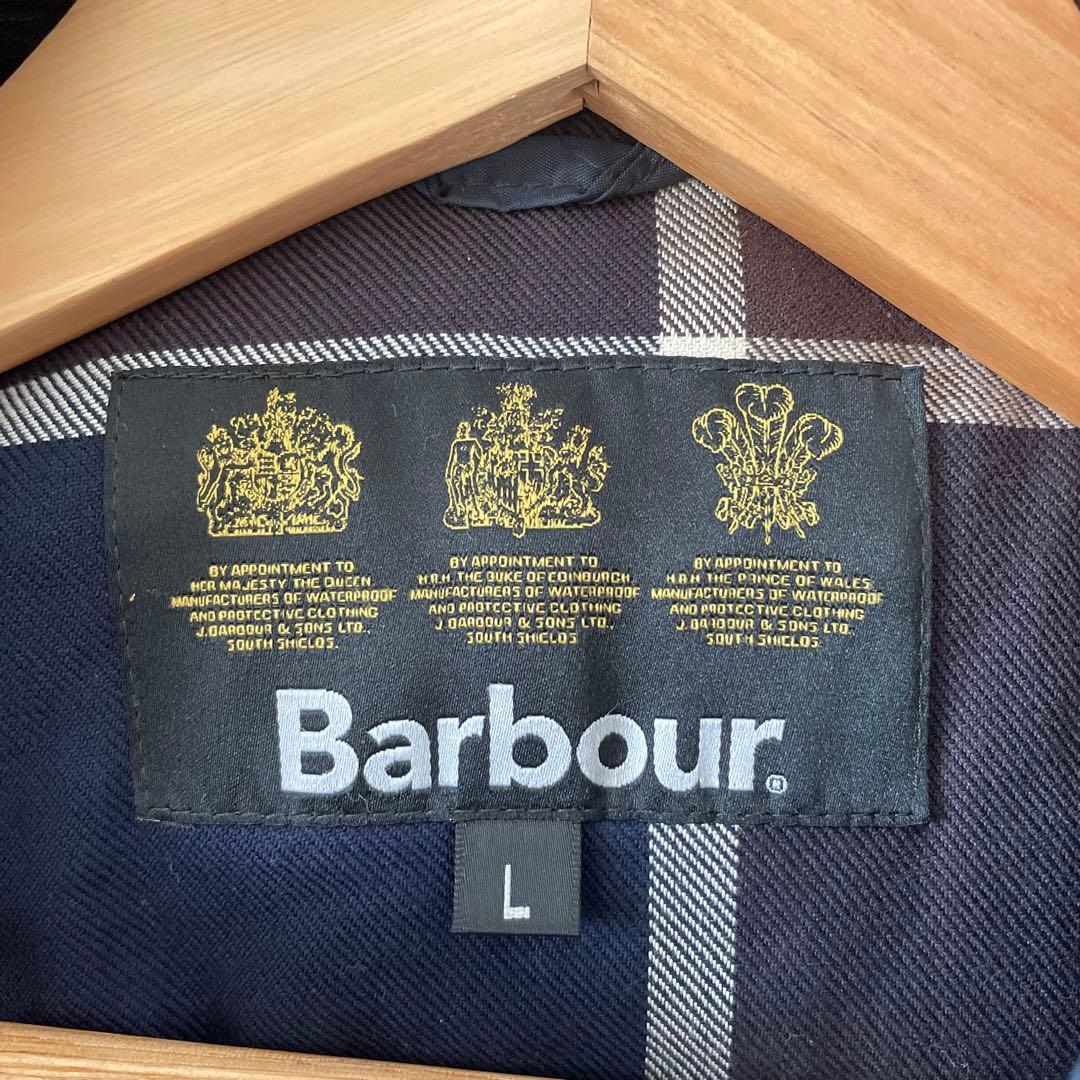 BY APPOINTMENT TO
HER MAJESTY THE QUEEN
MANUFACTURERS OF WATERPROOF
AND PROTECTIVE CLOTHING
J. BARBOUR & SONS LTD.,
SOUTH SHIELDS.
BY APPOINTMENT TO
H.R.H. THE DUKE OF EDINBURGH
MANUFACTURERS OF WATERPROOF
AND PROTECTIVE CLOTHING
J. BARBOUR & SONS LTD.,
SOUTH SHIELDS.
BY APPOINTMENT TO
H.R.H. THE PRINCE OF WALES
MANUFACTURERS OF WATERPROOF
AND PROTECTIVE CLOTHING
J. BARBOUR & SONS LTD.,
SOUTH SHIELDS.
Barbour®
L